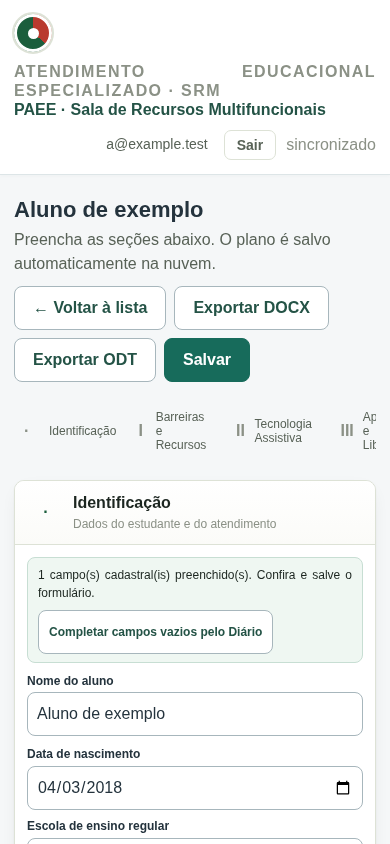 ATENDIMENTO EDUCACIONAL
ESPECIALIZADO · SRM
PAEE · Sala de Recursos Multifuncionais
a@example.test Sair sincronizado
Aluno de exemplo
Preencha as seções abaixo. O plano é salvo
automaticamente na nuvem.
← Voltar à lista Exportar DOCX
Exportar ODT Salvar
· Identificação
I Barreiras
e
Recursos
II Tecnologia
Assistiva
III Ap
e
Lib
· Identificação
Dados do estudante e do atendimento
1 campo(s) cadastral(is) preenchido(s). Confira e salve o
formulário.
Completar campos vazios pelo Diário
Nome do aluno
Aluno de exemplo
Data de nascimento
04/03/2018
Escola de ensino regular